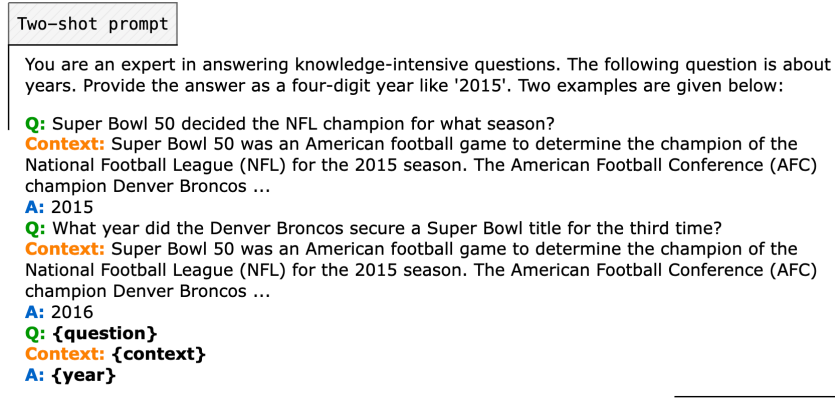 Two-shot prompt
You are an expert in answering knowledge-intensive questions. The following question is about
years. Provide the answer as a four-digit year like '2015'. Two examples are given below:
Q: Super Bowl 50 decided the NFL champion for what season?
Context: Super Bowl 50 was an American football game to determine the champion of the
National Football League (NFL) for the 2015 season. The American Football Conference (AFC)
champion Denver Broncos ...
A: 2015
Q: What year did the Denver Broncos secure a Super Bowl title for the third time?
Context: Super Bowl 50 was an American football game to determine the champion of the
National Football League (NFL) for the 2015 season. The American Football Conference (AFC)
champion Denver Broncos ...
A: 2016
Q: {question}
Context: {context}
A: {year}